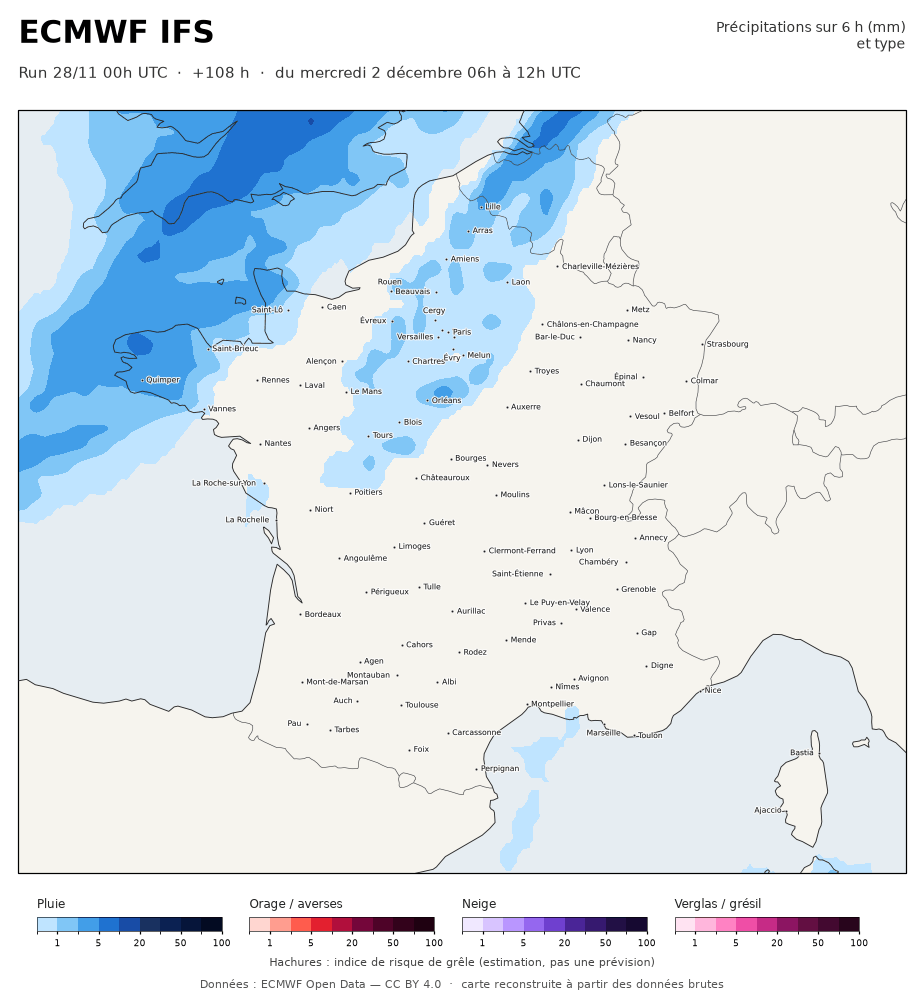 ECMWF IFS
Précipitations sur 6 h (mm)
et type
Run 28/11 00h UTC · +108 h · du mercredi 2 décembre 06h à 12h UTC
Lille
Arras
Amiens
Charleville-Mézières
Rouen
Laon
Beauvais
Saint-Lô
Caen
Cergy
Metz
Évreux
Châlons-en-Champagne
Versailles
Paris
Bar-le-Duc
Nancy
Strasbourg
Saint-Brieuc
Alençon
Chartres
Évry
Melun
Quimper
Rennes
Laval
Troyes
Épinal
Chaumont
Colmar
Le Mans
Orléans
Vannes
Auxerre
Vesoul
Belfort
Angers
Blois
Tours
Nantes
Dijon
Besançon
Bourges
Nevers
La Roche-sur-Yon
Châteauroux
Lons-le-Saunier
Poitiers
Moulins
Niort
Mâcon
La Rochelle
Guéret
Bourg-en-Bresse
Annecy
Limoges
Angoulême
Clermont-Ferrand
Lyon
Chambéry
Saint-Étienne
Périgueux
Tulle
Grenoble
Bordeaux
Aurillac
Le Puy-en-Velay
Valence
Privas
Gap
Cahors
Mende
Rodez
Agen
Digne
Montauban
Mont-de-Marsan
Albi
Avignon
Nîmes
Nice
Auch
Toulouse
Montpellier
Pau
Tarbes
Carcassonne
Marseille
Toulon
Foix
Bastia
Perpignan
Ajaccio
Pluie
1 5 20 50 100
Orage / averses
1 5 20 50 100
Neige
1 5 20 50 100
Verglas / grésil
1 5 20 50 100
Hachures : indice de risque de grêle (estimation, pas une prévision)
Données : ECMWF Open Data — CC BY 4.0 · carte reconstruite à partir des données brutes